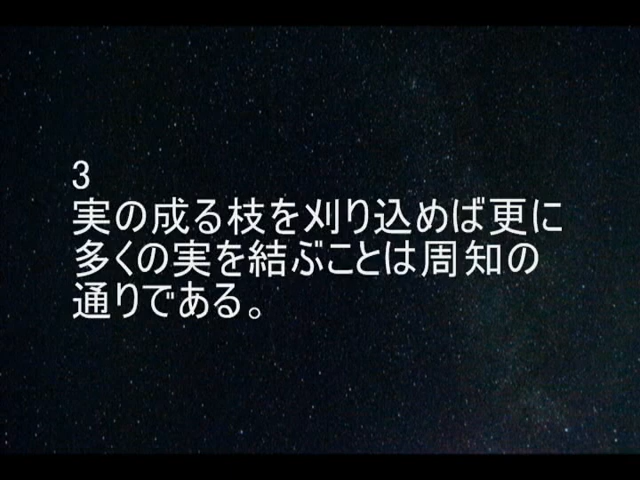 3
実の成る枝を刈り込めば更に
多くの実を結ぶことは周知の
通りである。